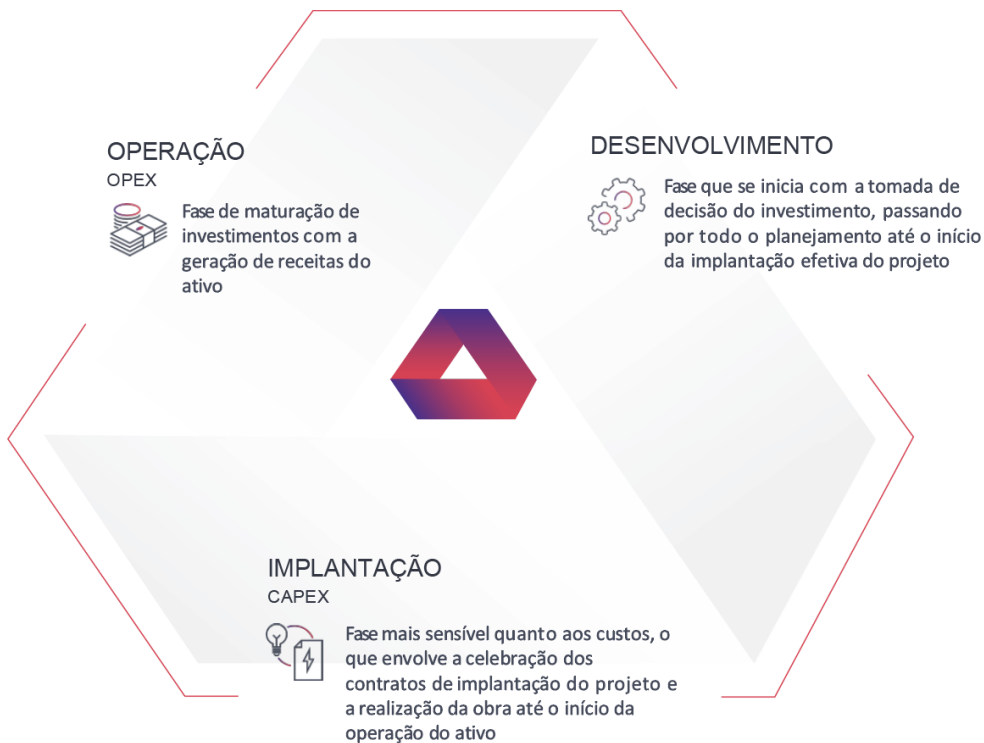 OPERAÇÃO
OPEX
Fase de maturação de
investimentos com a
geração de receitas do
ativo
DESENVOLVIMENTO
Fase que se inicia com a tomada de
decisão do investimento, passando
por todo o planejamento até o início
da implantação efetiva do projeto
IMPLANTAÇÃO
CAPEX
Fase mais sensível quanto aos custos, o
que envolve a celebração dos
contratos de implantação do projeto e
a realização da obra até o início da
operação do ativo